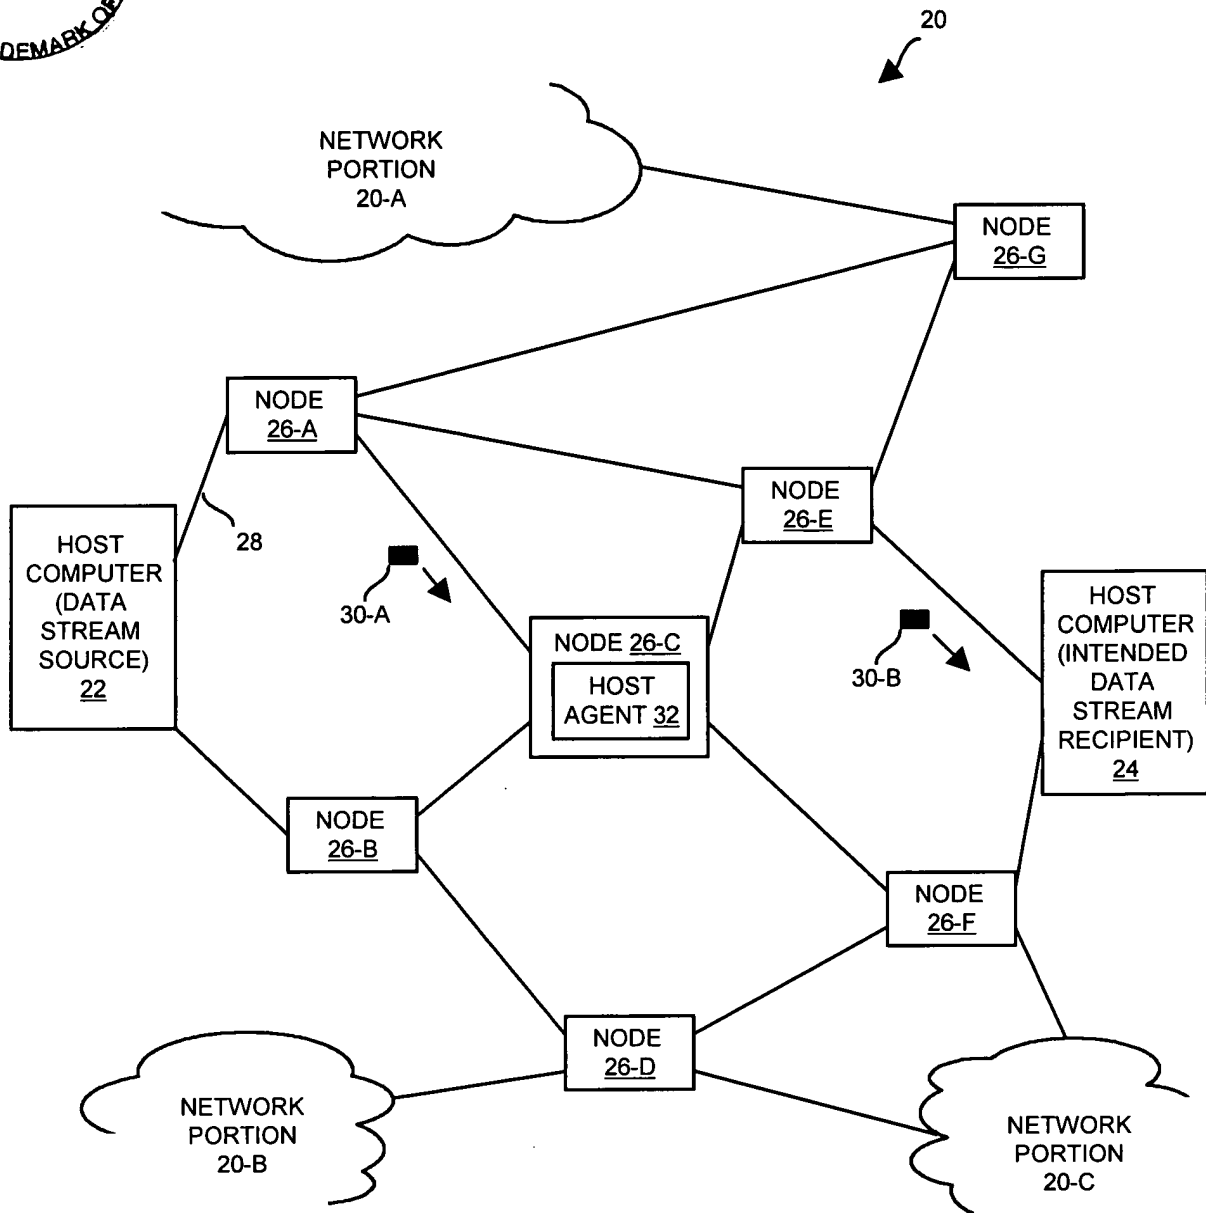 DEMARK OF
20
NETWORK
PORTION
20-A
NODE
26-G
NODE
26-A
28
NODE
26-E
HOST
COMPUTER
(DATA
STREAM
SOURCE)
22
30-A
NODE 26-C
HOST
AGENT 32
30-B
HOST
COMPUTER
(INTENDED
DATA
STREAM
RECIPIENT)
24
NODE
26-B
NODE
26-F
NODE
26-D
NETWORK
PORTION
20-B
NETWORK
PORTION
20-C